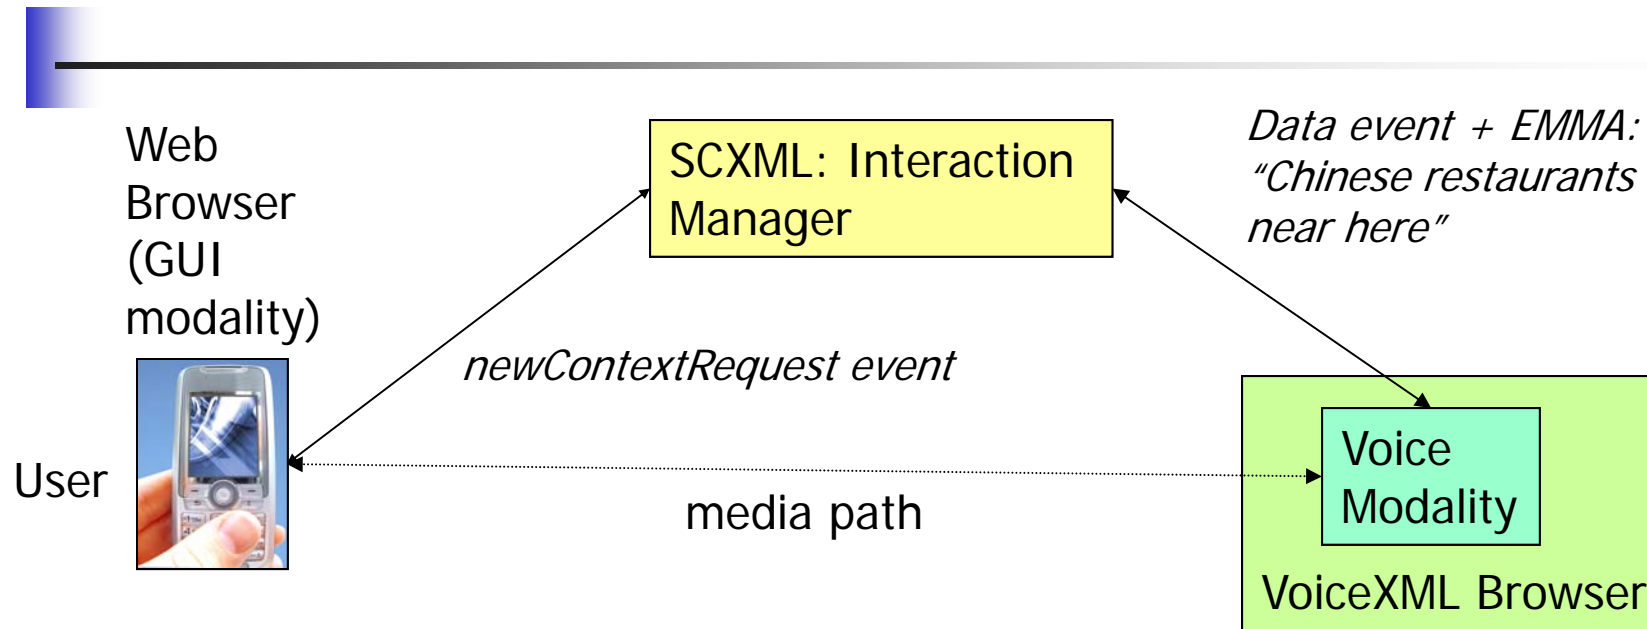 Web
Browser
(GUI
modality)
SCXML: Interaction
Manager
Data event + EMMA:
“Chinese restaurants
near here”
newContextRequest event
User
media path
Voice
Modality
VoiceXML Browser